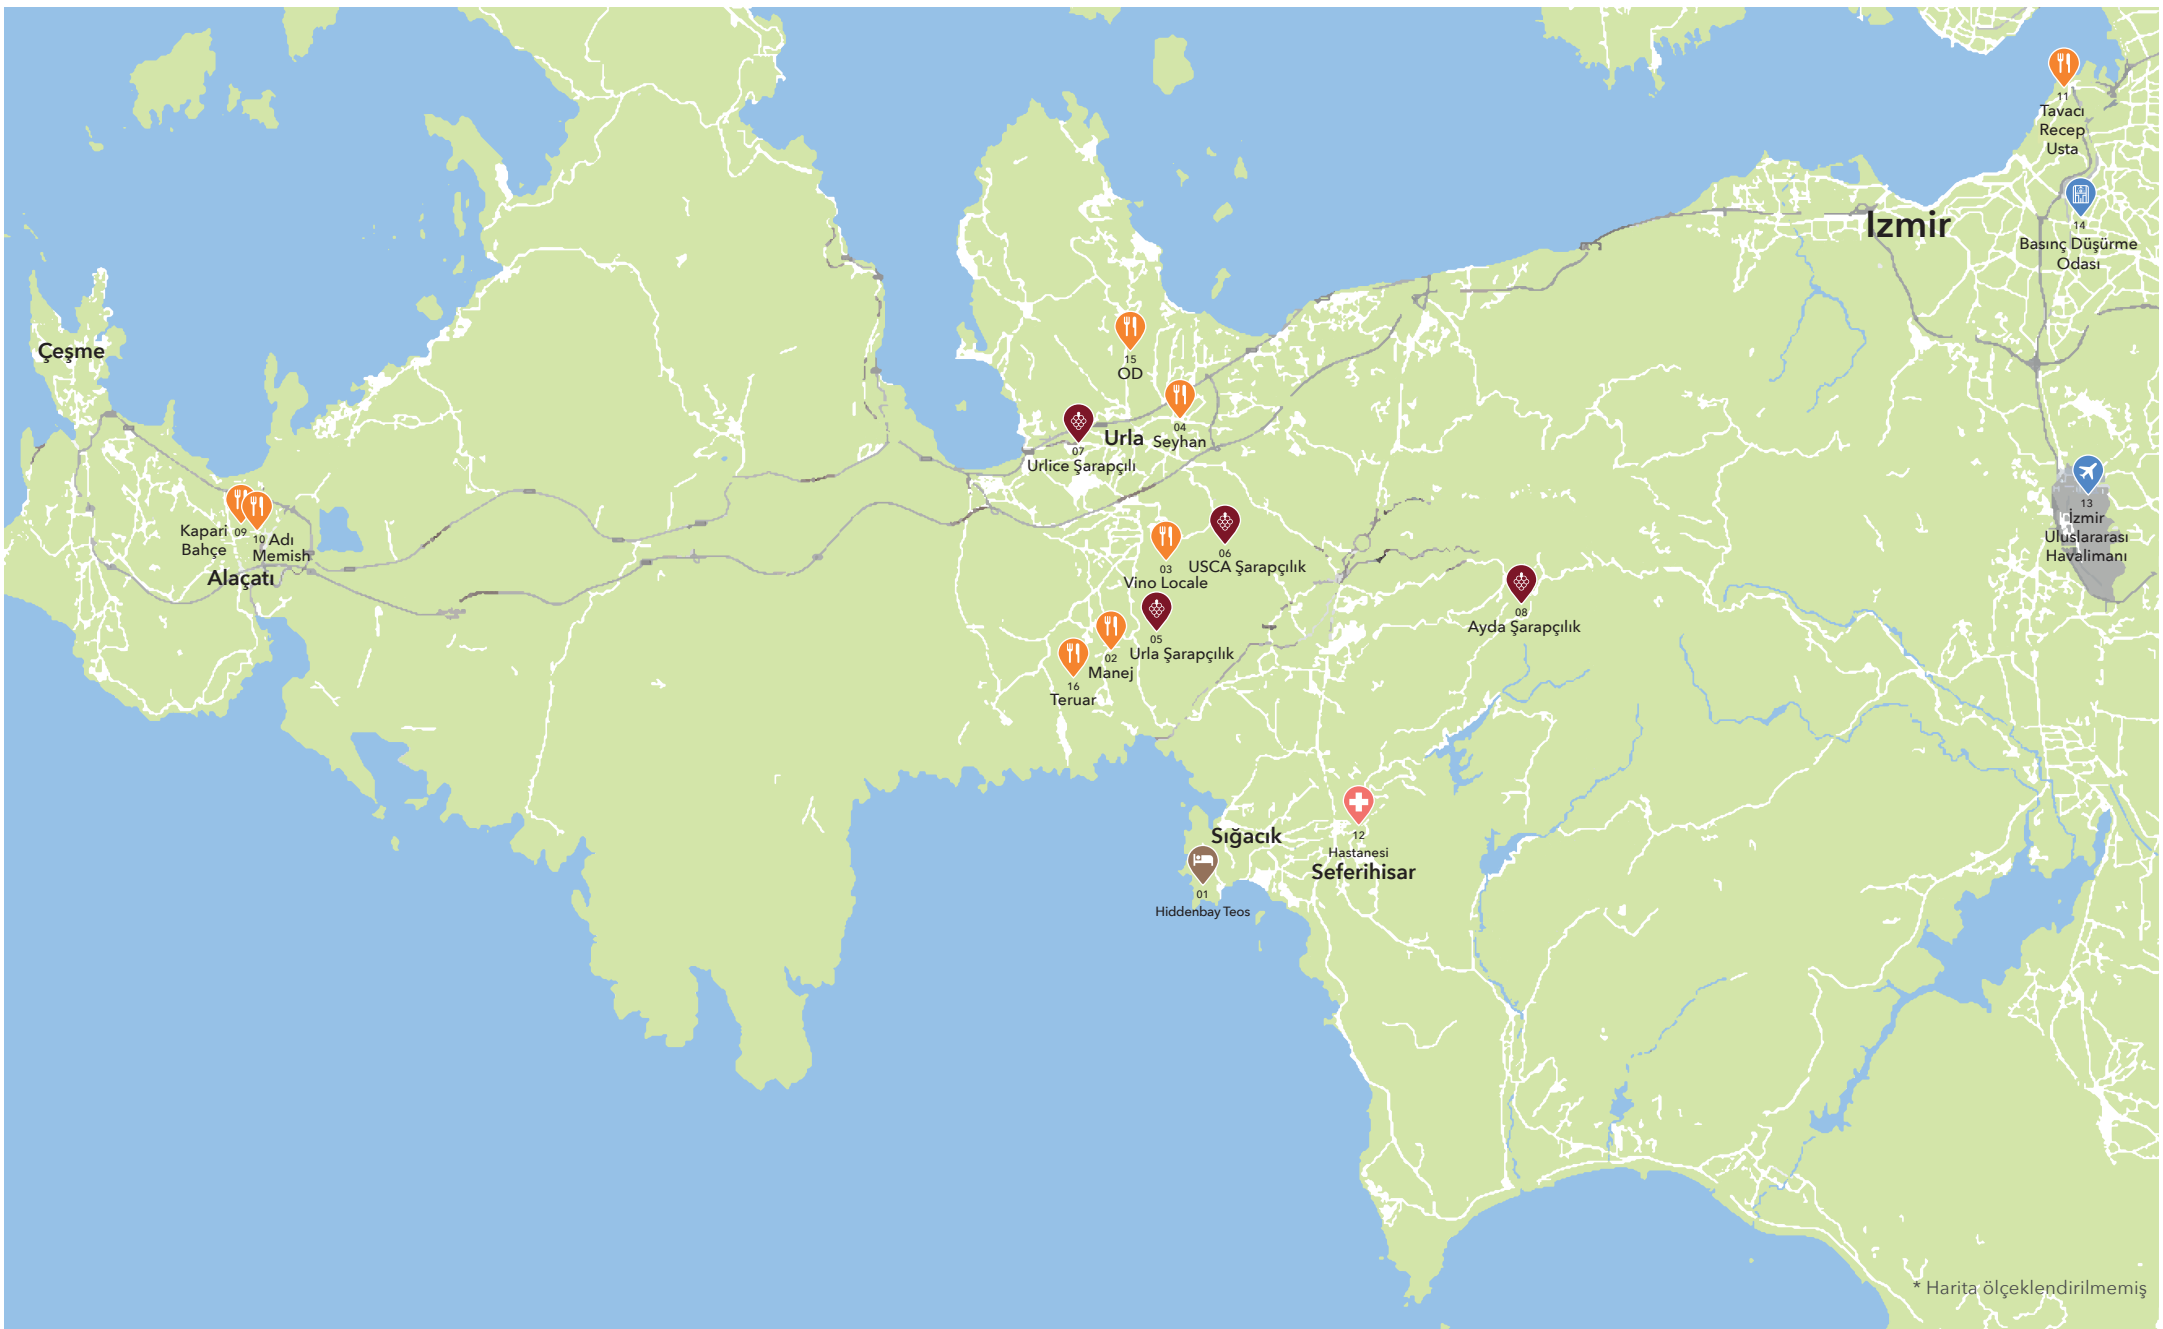 11
Tavacı
Recep
Usta
14
Basınç Düşürme
Odası
Izmir
Çeşme
15
OD
04
Seyhan
Urla
07
Urlice Şarapçılı
13
İzmir
Uluslararası
Havalimanı
09
Kapari
Bahçe
10 Adı
Memish
Alaçatı
06
USCA Şarapçılık
03
Vino Locale
08
Ayda Şarapçılık
05
Urla Şarapçılık
02
Manej
16
Teruar
Sığacık
12
Hastanesi
Seferihisar
01
Hiddenbay Teos
* Harita ölçeklendirilmemiş